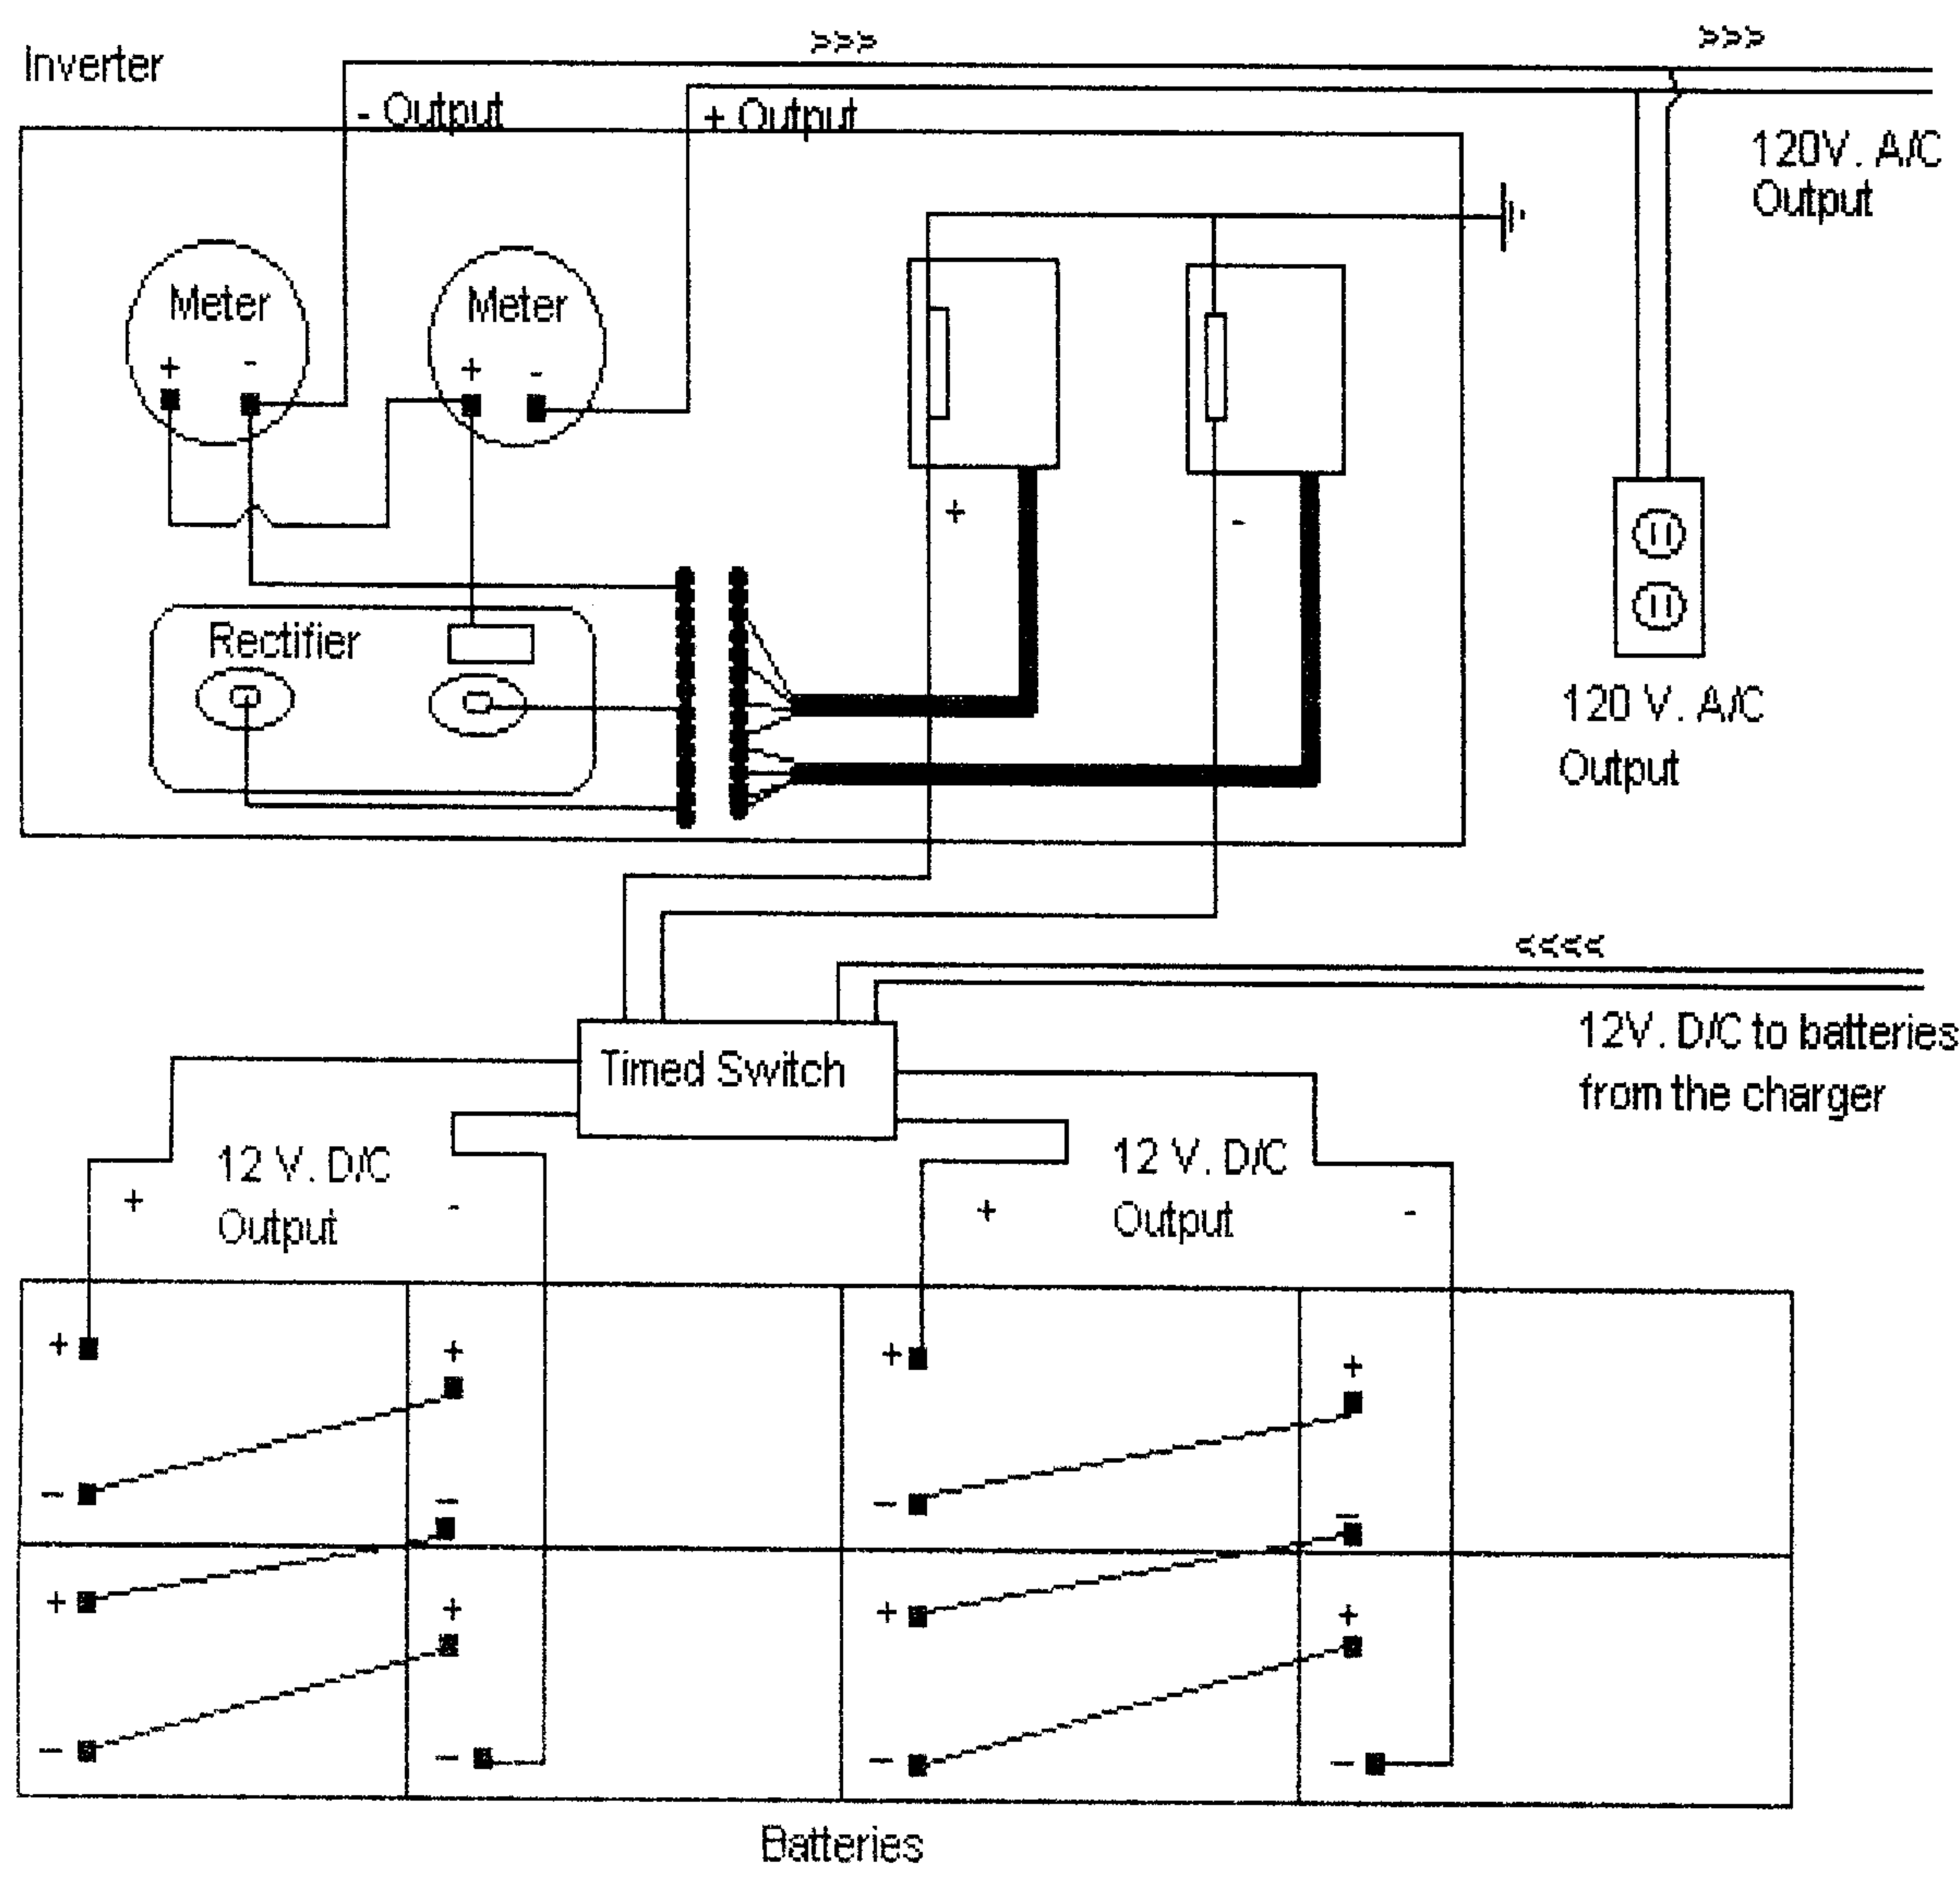 Inverter
>>>
>>>
- Output
+ Output
120V. A/C
Output
Meter
+ -
Meter
+ -
+
-
Rectifier
120 V. A/C
Output
<<<<
12V. D/C to batteries
from the charger
Timed Switch
12 V. D/C
Output
+ -
12 V. D/C
Output
+ -
+
+
+
+
-
-
-
-
+
+
+
+
-
-
-
-
Batteries